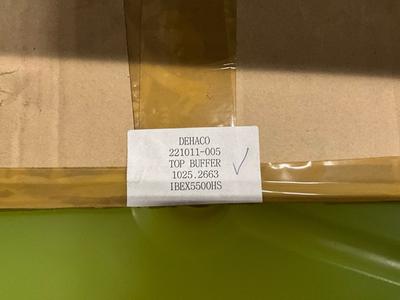 DEHACO
221011-005
TOP BUFFER
1025.2663
IBEX5500HS